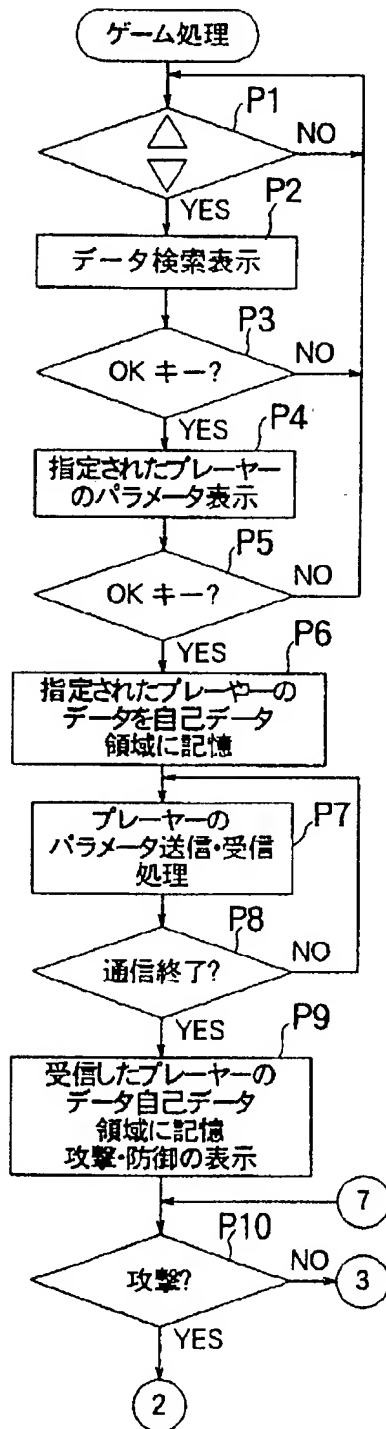 ゲーム処理
P1
△
▽
NO
YES
P2
データ検索表示
P3
OK キー?
NO
YES
P4
指定されたプレーヤー
のパラメータ表示
P5
OK キー?
NO
YES
P6
指定されたプレーやーの
データを自己データ
領域に記憶
P7
プレーヤーの
パラメータ送信・受信
処理
P8
通信終了?
NO
YES
P9
受信したプレーヤーの
データ自己データ
領域に記憶
攻撃・防御の表示
7
P10
攻撃?
NO
3
YES
2